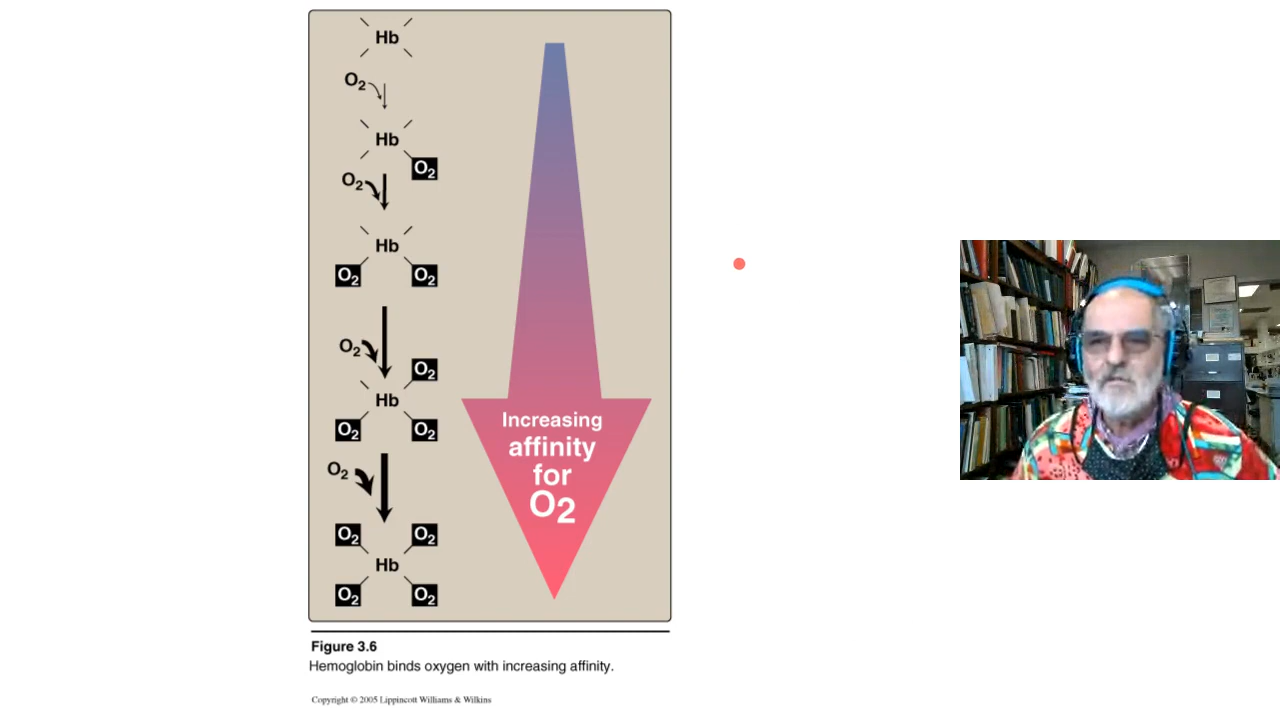 Hb
O2
Hb
O2
O2
Hb
O2 O2
O2
O2
Hb
O2 O2
O2
O2 O2
Hb
O2 O2
Increasing
affinity
for
O2
Figure 3.6
Hemoglobin binds oxygen with increasing affinity.
Copyright © 2005 Lippincott Williams & Wilkins